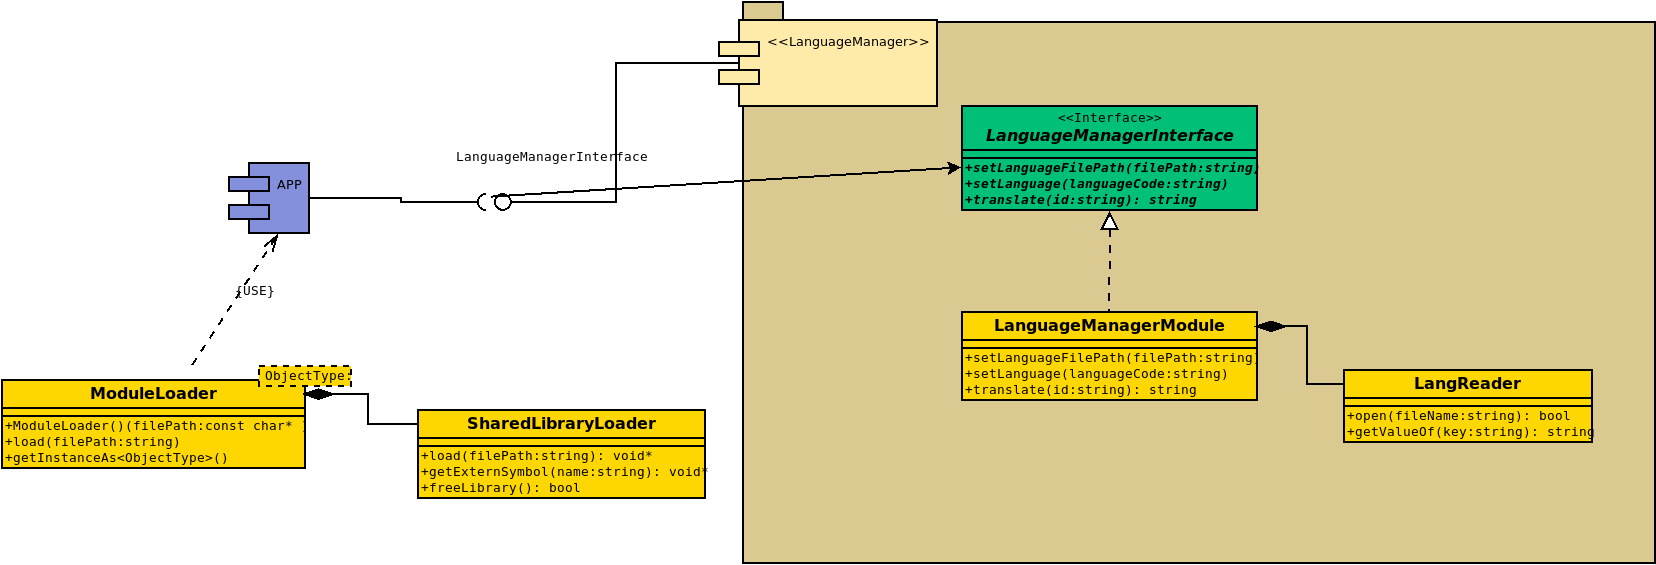 <<LanguageManager>>
<<Interface>>
LanguageManagerInterface
+setLanguageFilePath(filePath:string)
+setLanguage(languageCode:string)
+translate(id:string): string
LanguageManagerInterface
APP
{USE}
LanguageManagerModule
+setLanguageFilePath(filePath:string)
+setLanguage(languageCode:string)
+translate(id:string): string
ObjectType:
ModuleLoader
+ModuleLoader()(filePath:const char* )
+load(filePath:string)
+getInstanceAs<ObjectType>()
SharedLibraryLoader
+load(filePath:string): void*
+getExternSymbol(name:string): void*
+freeLibrary(): bool
LangReader
+open(fileName:string): bool
+getValueOf(key:string): string